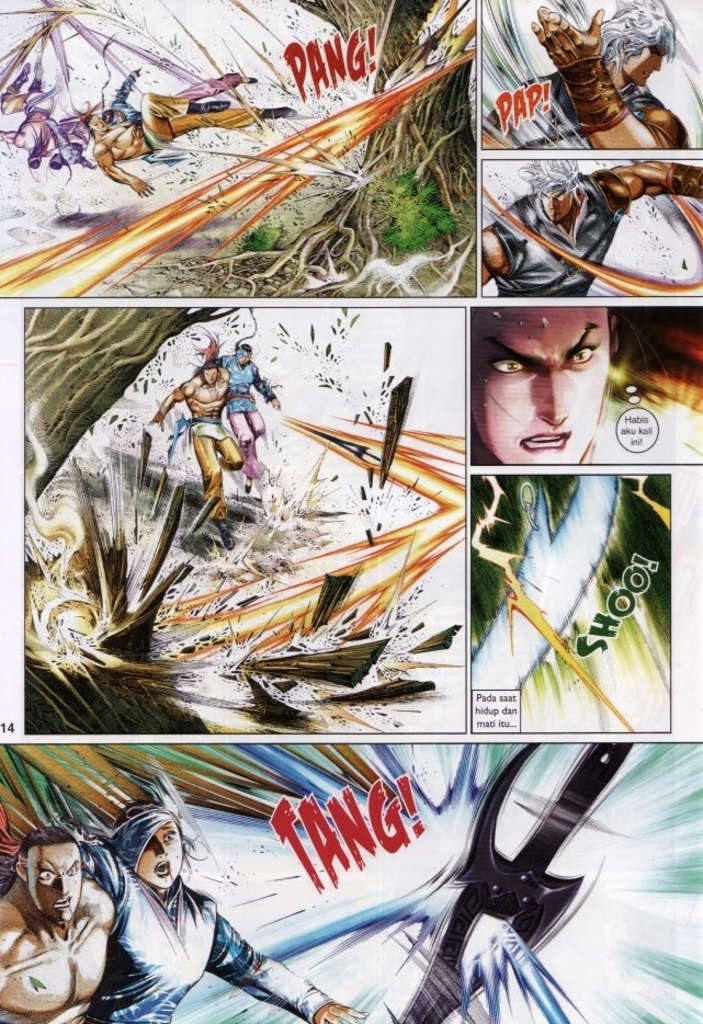 PANG!
PAP!
Habis
aku kali
ini!
SHOO!
Pada saat
hidup dan
mati itu...
14
TANG!